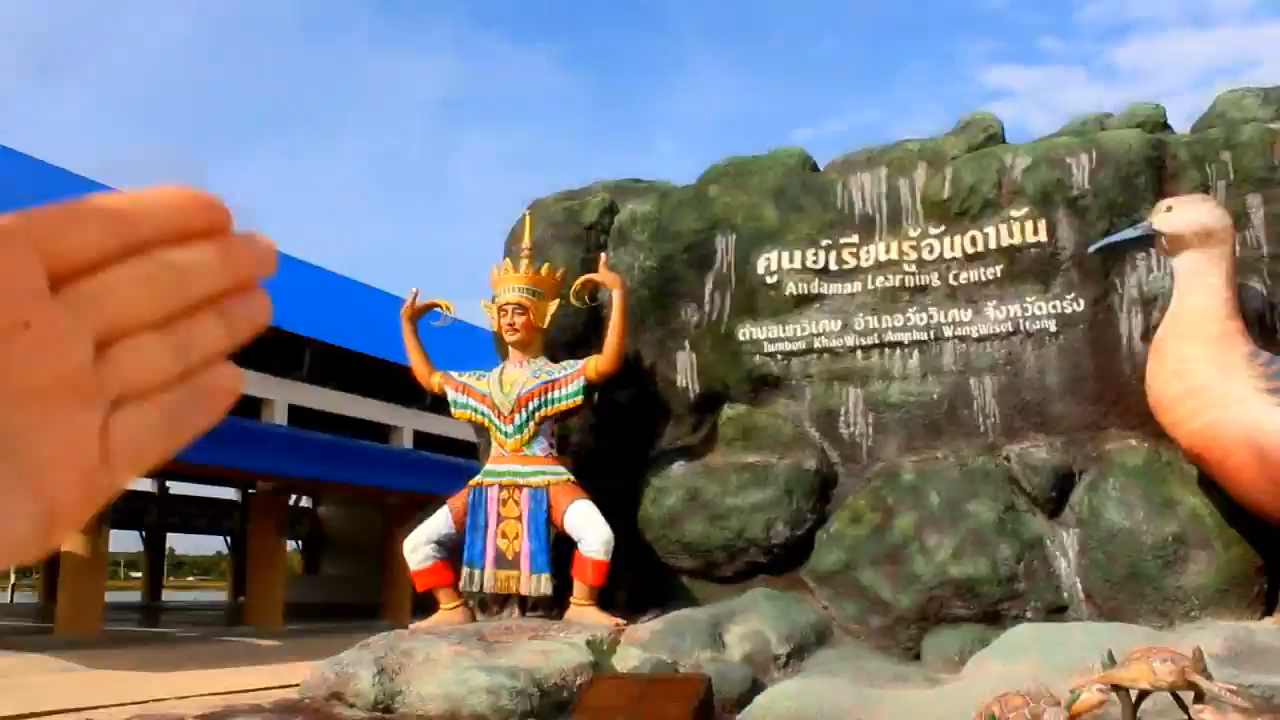 ศูนย์เรียนรู้อันดามัน
Andaman Learning Center
ตำบลเขาวิเศษ อำเภอวังวิเศษ จังหวัดตรัง
Tumbon KhaoWiset Amphur WangWiset Trang